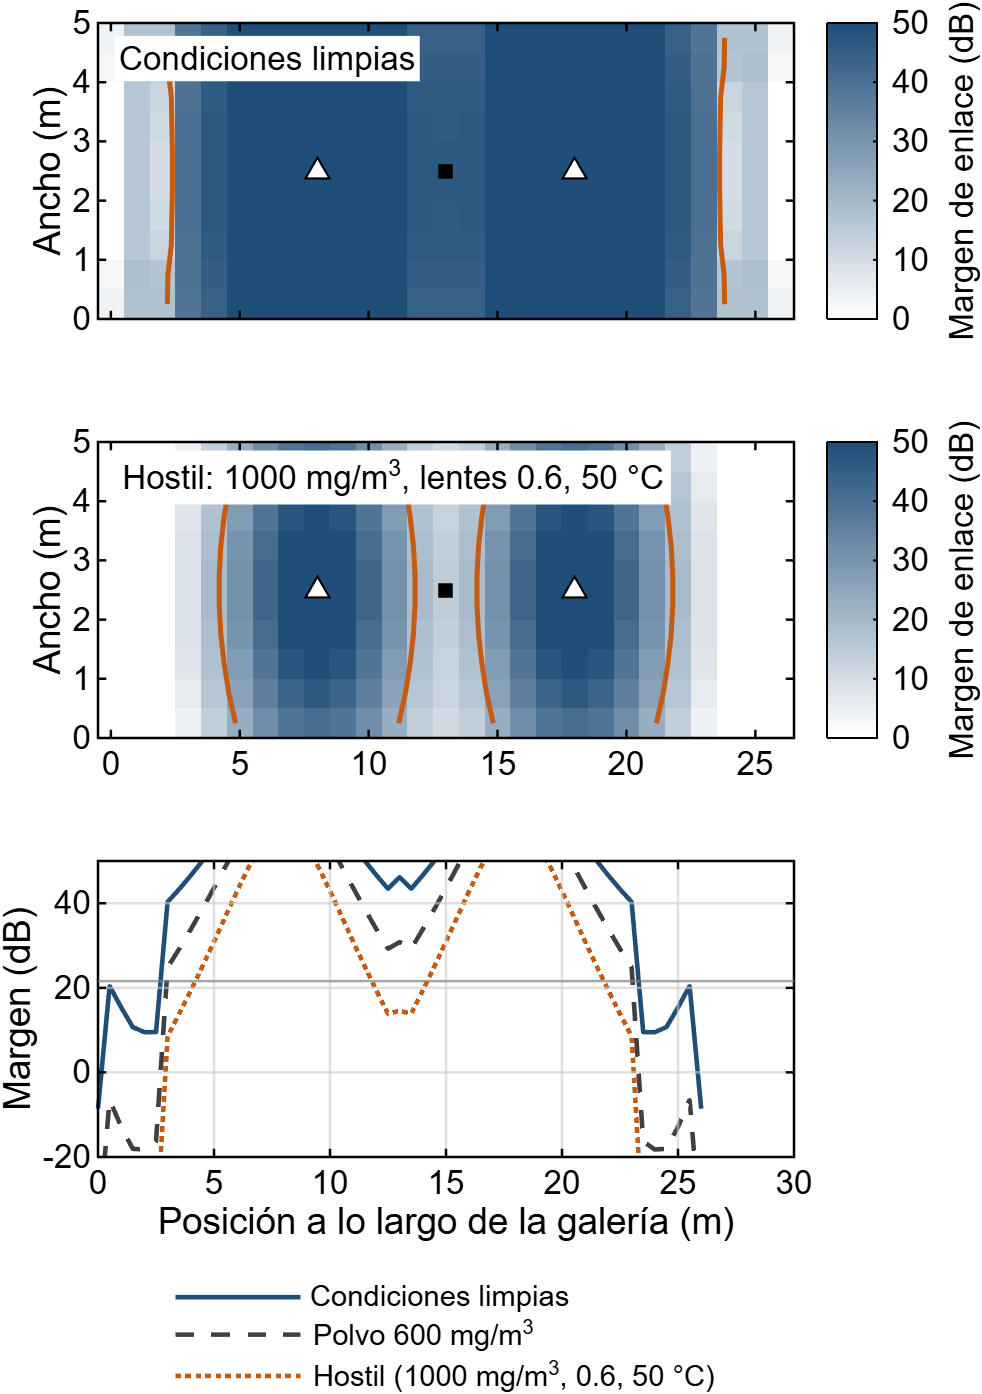 Condiciones limpias
5
4
3
2
1
0
Ancho (m)
50
40
30
20
10
0
Margen de enlace (dB)
Hostil: 1000 mg/m³, lentes 0.6, 50 °C
5
4
3
2
1
0
Ancho (m)
0 5 10 15 20 25
50
40
30
20
10
0
Margen de enlace (dB)
40
20
0
-20
Margen (dB)
0 5 10 15 20 25 30
Posición a lo largo de la galería (m)
Condiciones limpias
Polvo 600 mg/m³
Hostil (1000 mg/m³, 0.6, 50 °C)